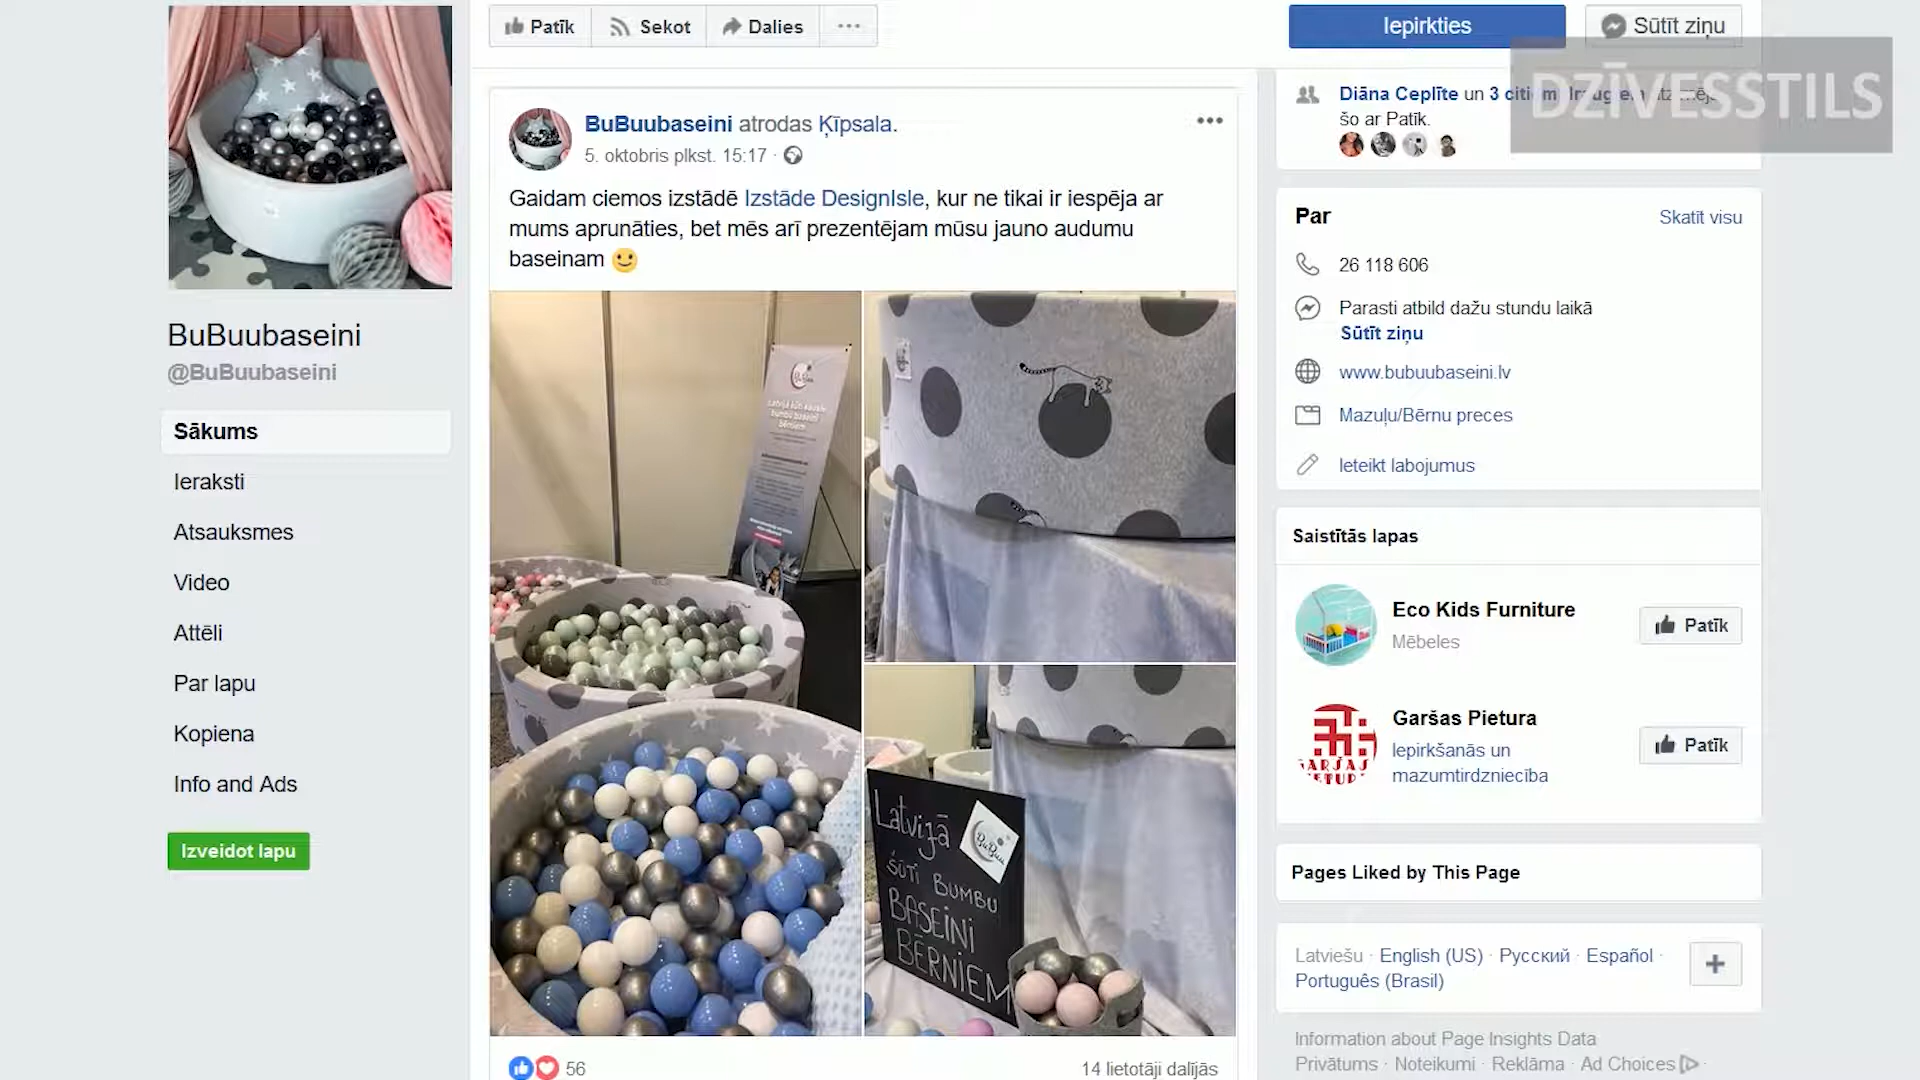 Patīk
Sekot
Dalies
Iepirkties
Sūtīt ziņu
DZĪVESSTILS
BuBuubaseini
@BuBuubaseini
Sākums
Ieraksti
Atsauksmes
Video
Attēli
Par lapu
Kopiena
Info and Ads
Izveidot lapu
BuBuubaseini atrodas Ķīpsala.
5. oktobris plkst. 15:17 ·
Gaidam ciemos izstādē Izstāde DesignIsle, kur ne tikai ir iespēja ar
mums aprunāties, bet mēs arī prezentējam mūsu jauno audumu
baseinam
Latvijā
BuBuu
ŠŪTI BUMBU
BASEINI
BĒRNIEM
56
14 lietotāji dalījās
Diāna Ceplīte un 3 citiem
šo ar Patīk.
Par
Skatīt visu
26 118 606
Parasti atbild dažu stundu laikā
Sūtīt ziņu
www.bubuubaseini.lv
Mazuļu/Bērnu preces
Ieteikt labojumus
Saistītās lapas
Eco Kids Furniture
Mēbeles
Patīk
Garšas Pietura
Iepirkšanās un
mazumtirdzniecība
Patīk
Pages Liked by This Page
Latviešu · English (US) · Русский · Español ·
Português (Brasil)
Information about Page Insights Data
Privātums · Noteikumi · Reklāma · Ad Choices ·